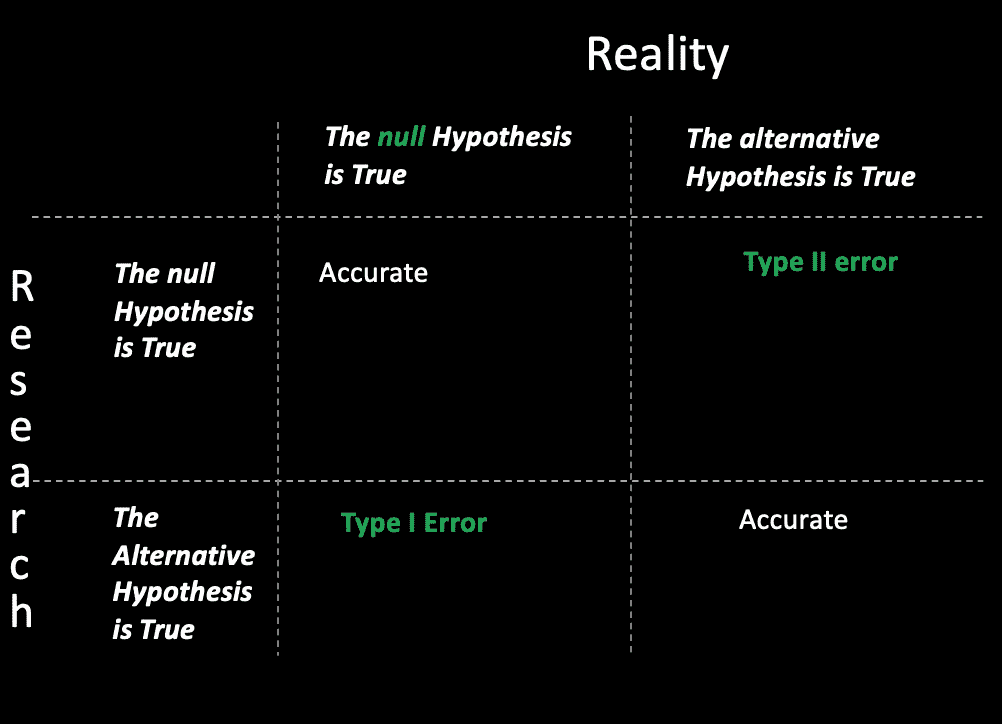 Reality
The null Hypothesis
is True
The alternative
Hypothesis is True
Research
The null
Hypothesis
is True
Accurate
Type II error
The
Alternative
Hypothesis
is True
Type I Error
Accurate